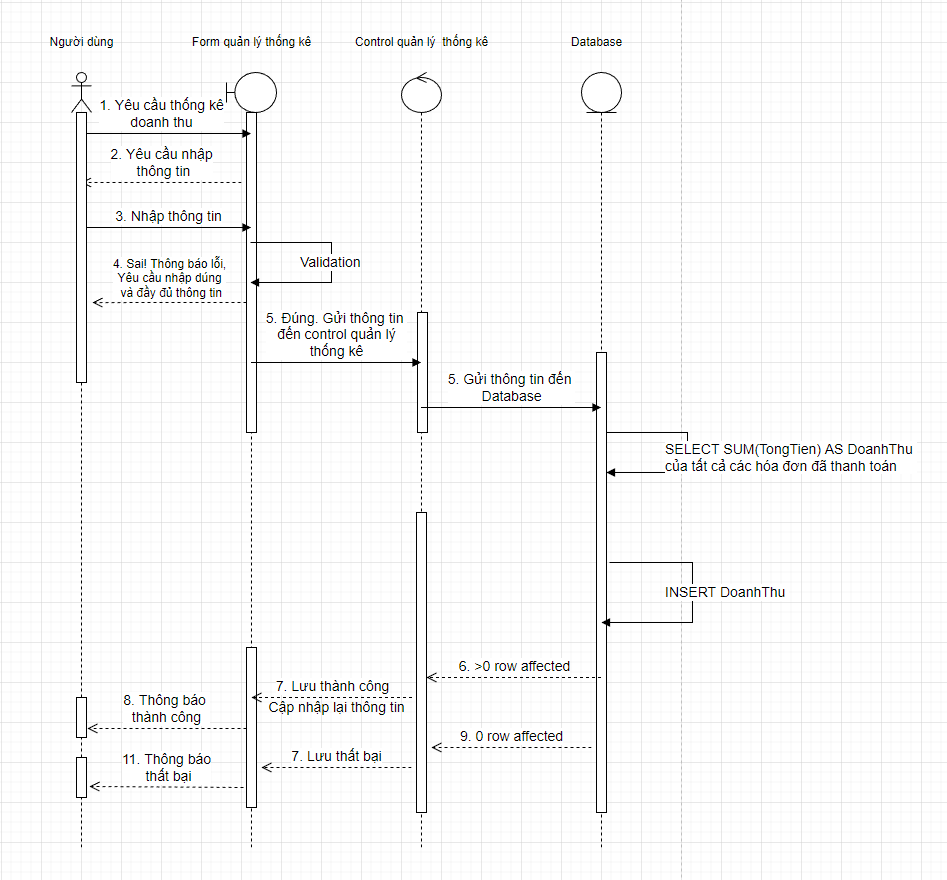 Người dùng
Form quản lý thống kê
Control quản lý thống kê
Database
1. Yêu cầu thống kê
doanh thu
2. Yêu cầu nhập
thông tin
3. Nhập thông tin
Validation
4. Sai! Thông báo lỗi,
Yêu cầu nhập dúng
và đầy đủ thông tin
5. Đúng. Gửi thông tin
đến control quản lý
thống kê
5. Gửi thông tin đến
Database
SELECT SUM(TongTien) AS DoanhThu
của tất cả các hóa đơn đã thanh toán
INSERT DoanhThu
6. >0 row affected
7. Lưu thành công
Cập nhập lại thông tin
8. Thông báo
thành công
9. 0 row affected
7. Lưu thất bại
11. Thông báo
thất bại